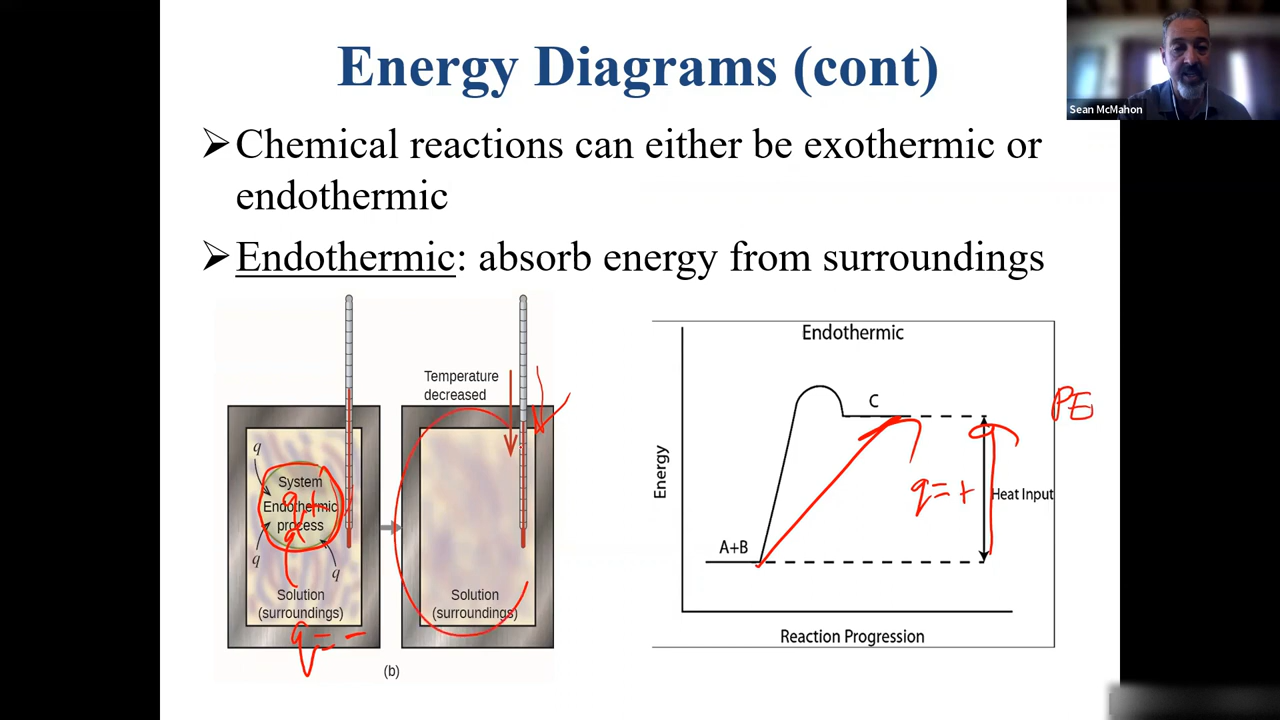 Energy Diagrams (cont)
Sean McMahon
Chemical reactions can either be exothermic or
endothermic
Endothermic: absorb energy from surroundings
Temperature
decreased
q
System
Endothermic
process
q
q
Solution
(surroundings)
q = -
q+
Solution
(surroundings)
(b)
Endothermic
C
PE
Energy
q = +
Heat Input
A+B
Reaction Progression